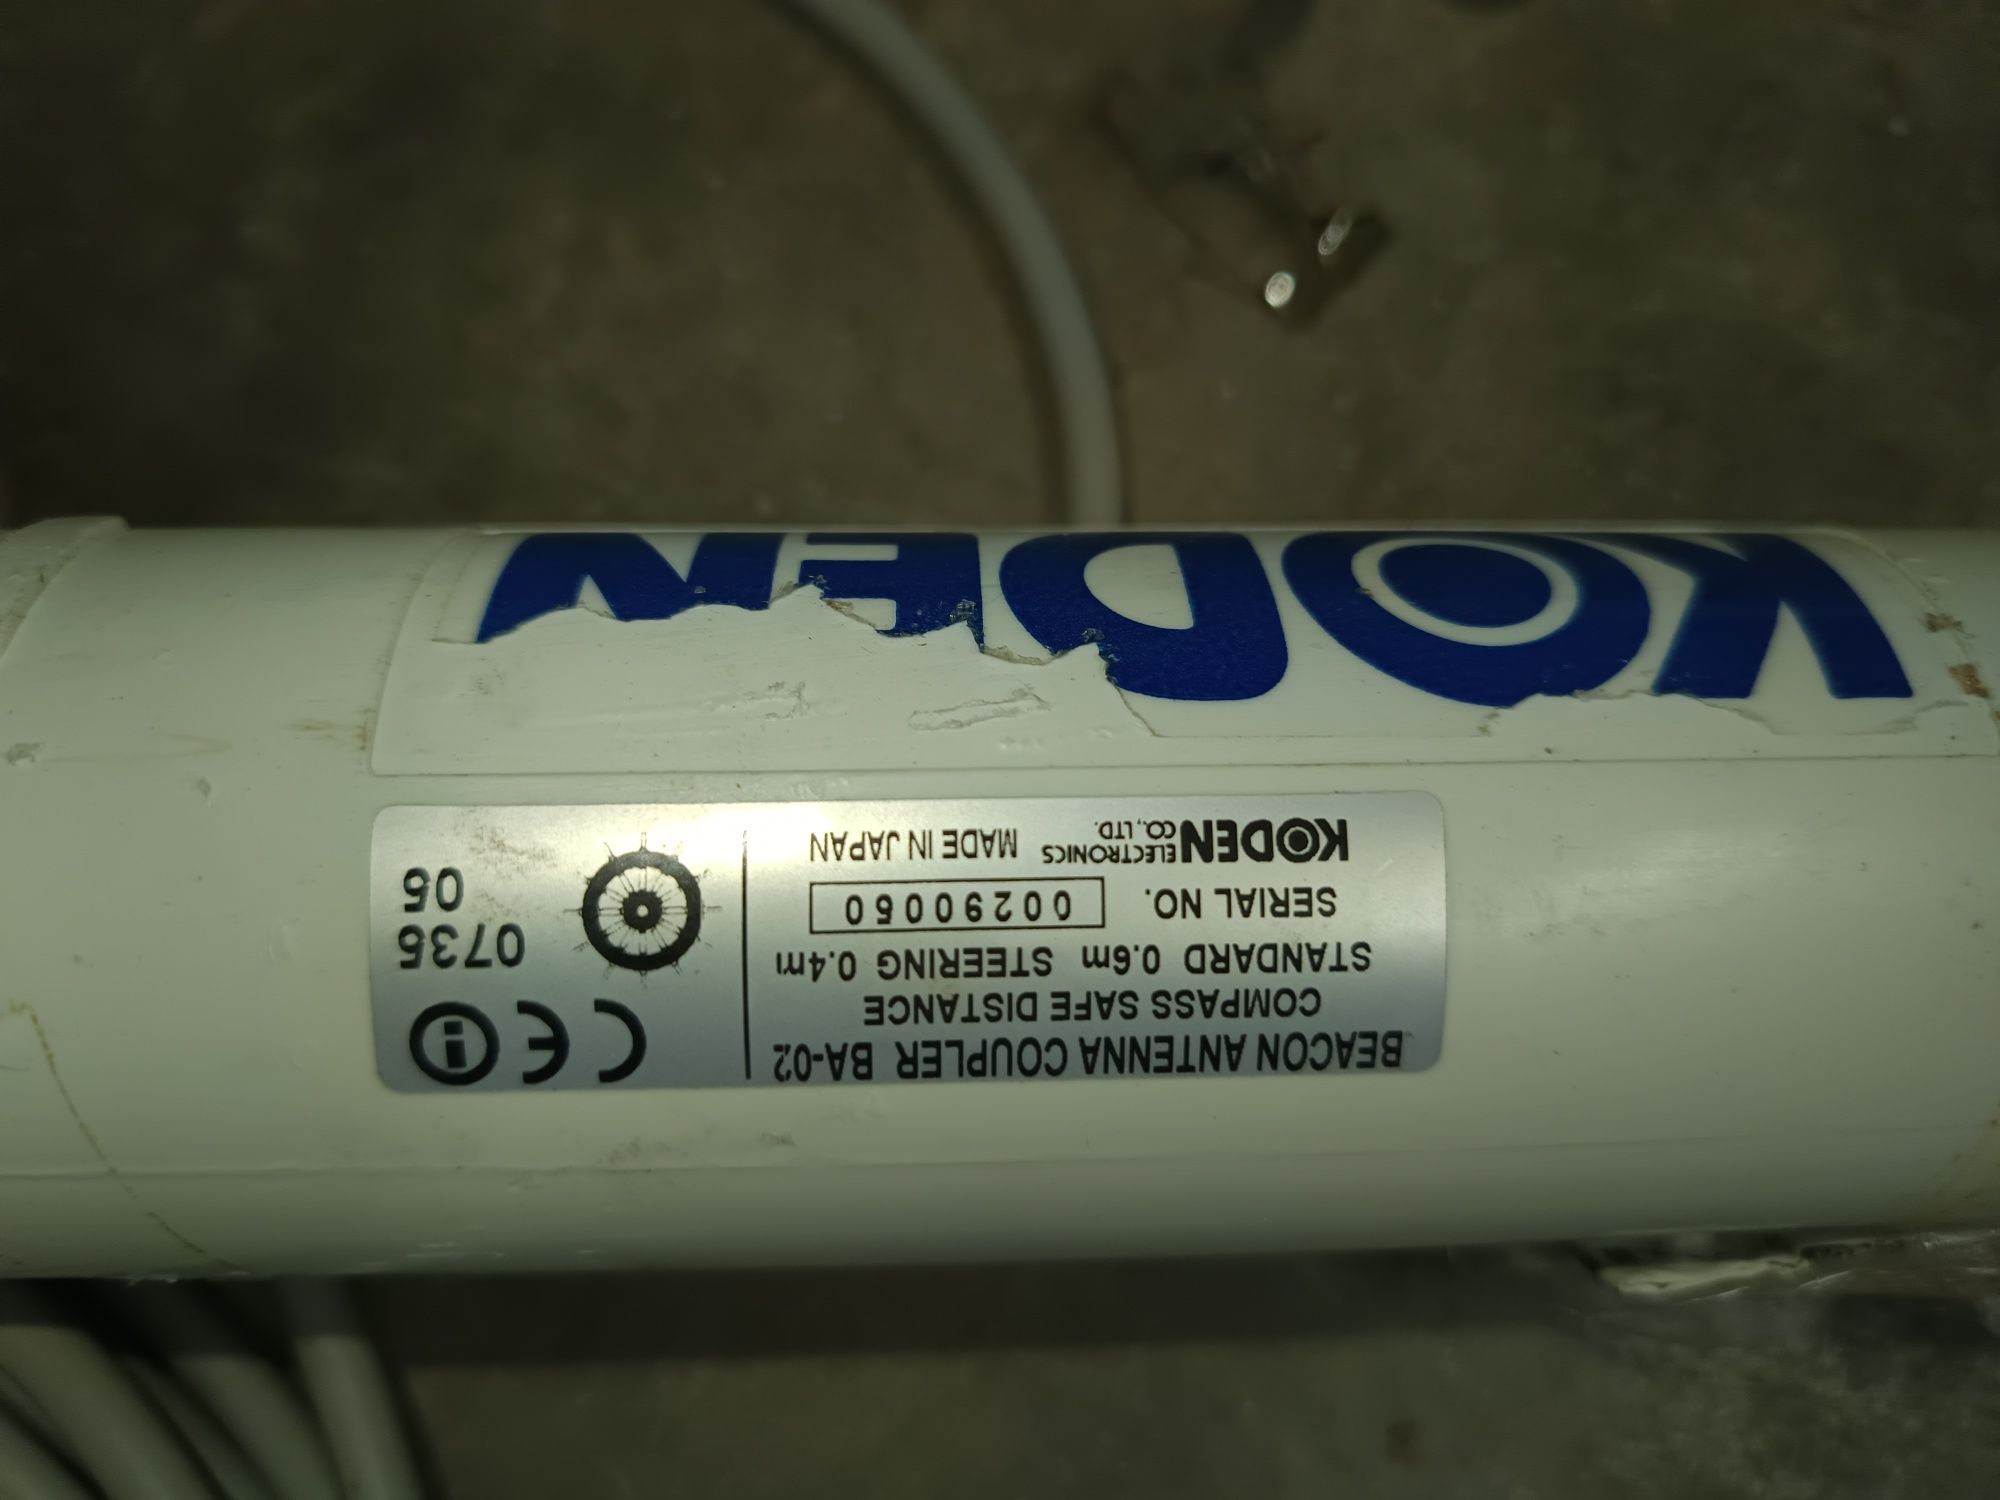 KODEN
BEACON ANTENNA COUPLER BA-02
COMPASS SAFE DISTANCE
STANDARD 0.6m STEERING 0.4m
SERIAL NO. 00290050
KODEN ELECTRONICS CO., LTD. MADE IN JAPAN
CE i
0735
05